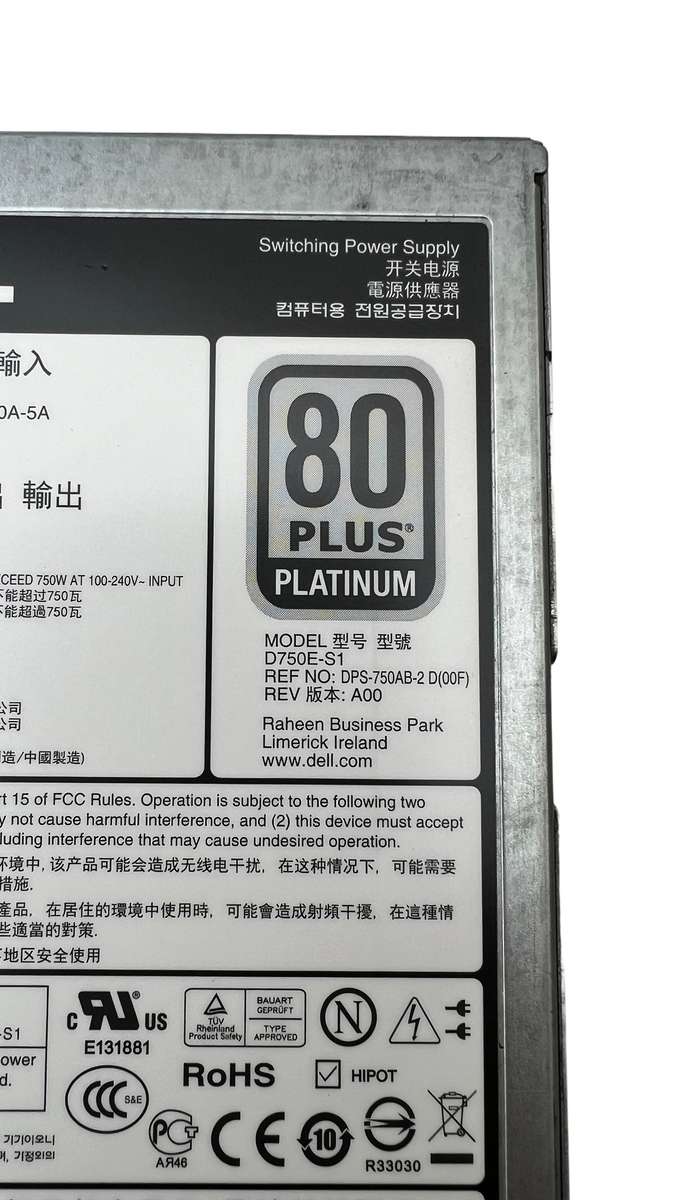 Switching Power Supply
开关电源
電源供應器
컴퓨터용 전원공급장치
輸入
0A-5A
輸出
CEED 750W AT 100-240V~ INPUT
不能超过750瓦
不能超過750瓦
公司
公司
造/中國製造)
80
PLUS®
PLATINUM
MODEL 型号 型號
D750E-S1
REF NO: DPS-750AB-2 D(00F)
REV 版本: A00
Raheen Business Park
Limerick Ireland
www.dell.com
rt 15 of FCC Rules. Operation is subject to the following two
y not cause harmful interference, and (2) this device must accept
luding interference that may cause undesired operation.
环境中, 该产品可能会造成无线电干扰, 在这种情况下, 可能需要
措施.
產品, 在居住的環境中使用時, 可能會造成射頻干擾, 在這種情
些適當的對策.
地区安全使用
-S1
ower
d.
c RU® US
E131881
TÜV
Rheinland
Product Safety
BAUART
GEPRÜFT
TYPE
APPROVED
N
RoHS
HIPOT
CCC S&E
PCT
АЯ46
CE
10
R33030
기기이오니
며, 가정외의